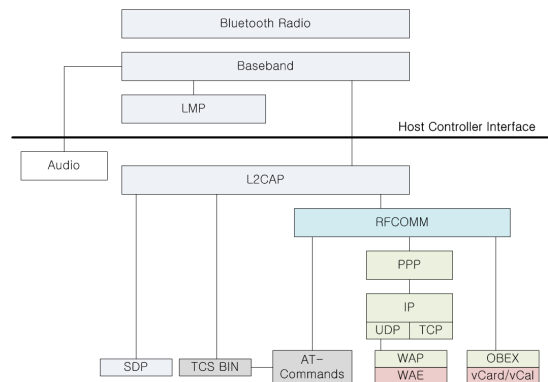 Bluetooth Radio
Baseband
LMP
Host Controller Interface
Audio
L2CAP
RFCOMM
PPP
IP
UDP TCP
SDP
TCS BIN
AT-
Commands
WAP
WAE
OBEX
vCard/vCal